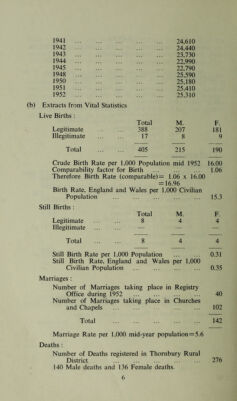 1941 ... ... ... ... ... 24,610
1942 ... ... ... ... ... 24,440
1943 ... ... ... ... ... 23,730
1944 ... ... ... ... ... 22,990
1945 ... ... ... ... ... 22,790
1948 ... ... ... ... ... 25,590
1950 ... ... ... ... ... 25,180
1951 ... ... ... ... ... 25,410
1952 ... ... ... ... ... 25,310
(b) Extracts from Vital Statistics
Live Births :
Total M. F.
Legitimate ... ... 388 207 181
Illegitimate ... ... 17 8 9
Total ... ... 405 215 190
Crude Birth Rate per 1,000 Population mid 1952 16.00
Comparability factor for Birth ... ... ... 1.06
Therefore Birth Rate (comparable)= 1.06 x 16.00
=16.96
Birth Rate, England and Wales per 1,000 Civilian
Population ... ... ... ... ... 15.3
Still Births :
Total M. F.
Legitimate ... ... 8 4 4
Illegitimate ... ... — — —
Total ... ... 8 4 4
Still Birth Rate per 1,000 Population ... ... 0.31
Still Birth Rate, England and Wales per 1,000
Civilian Population ... ... ... ... 0.35
Marriages :
Number of Marriages taking place in Registry
Office during 1952 ... ... ... ... 40
Number of Marriages taking place in Churches
and Chapels ... ... ... ... ... 102
Total ... ... ... ... 142
Marriage Rate per 1,000 mid-year population=5.6
Deaths :
Number of Deaths registered in Thornbury Rural
District ... ... ... ... ... 276
140 Male deaths and 136 Female deaths.
6